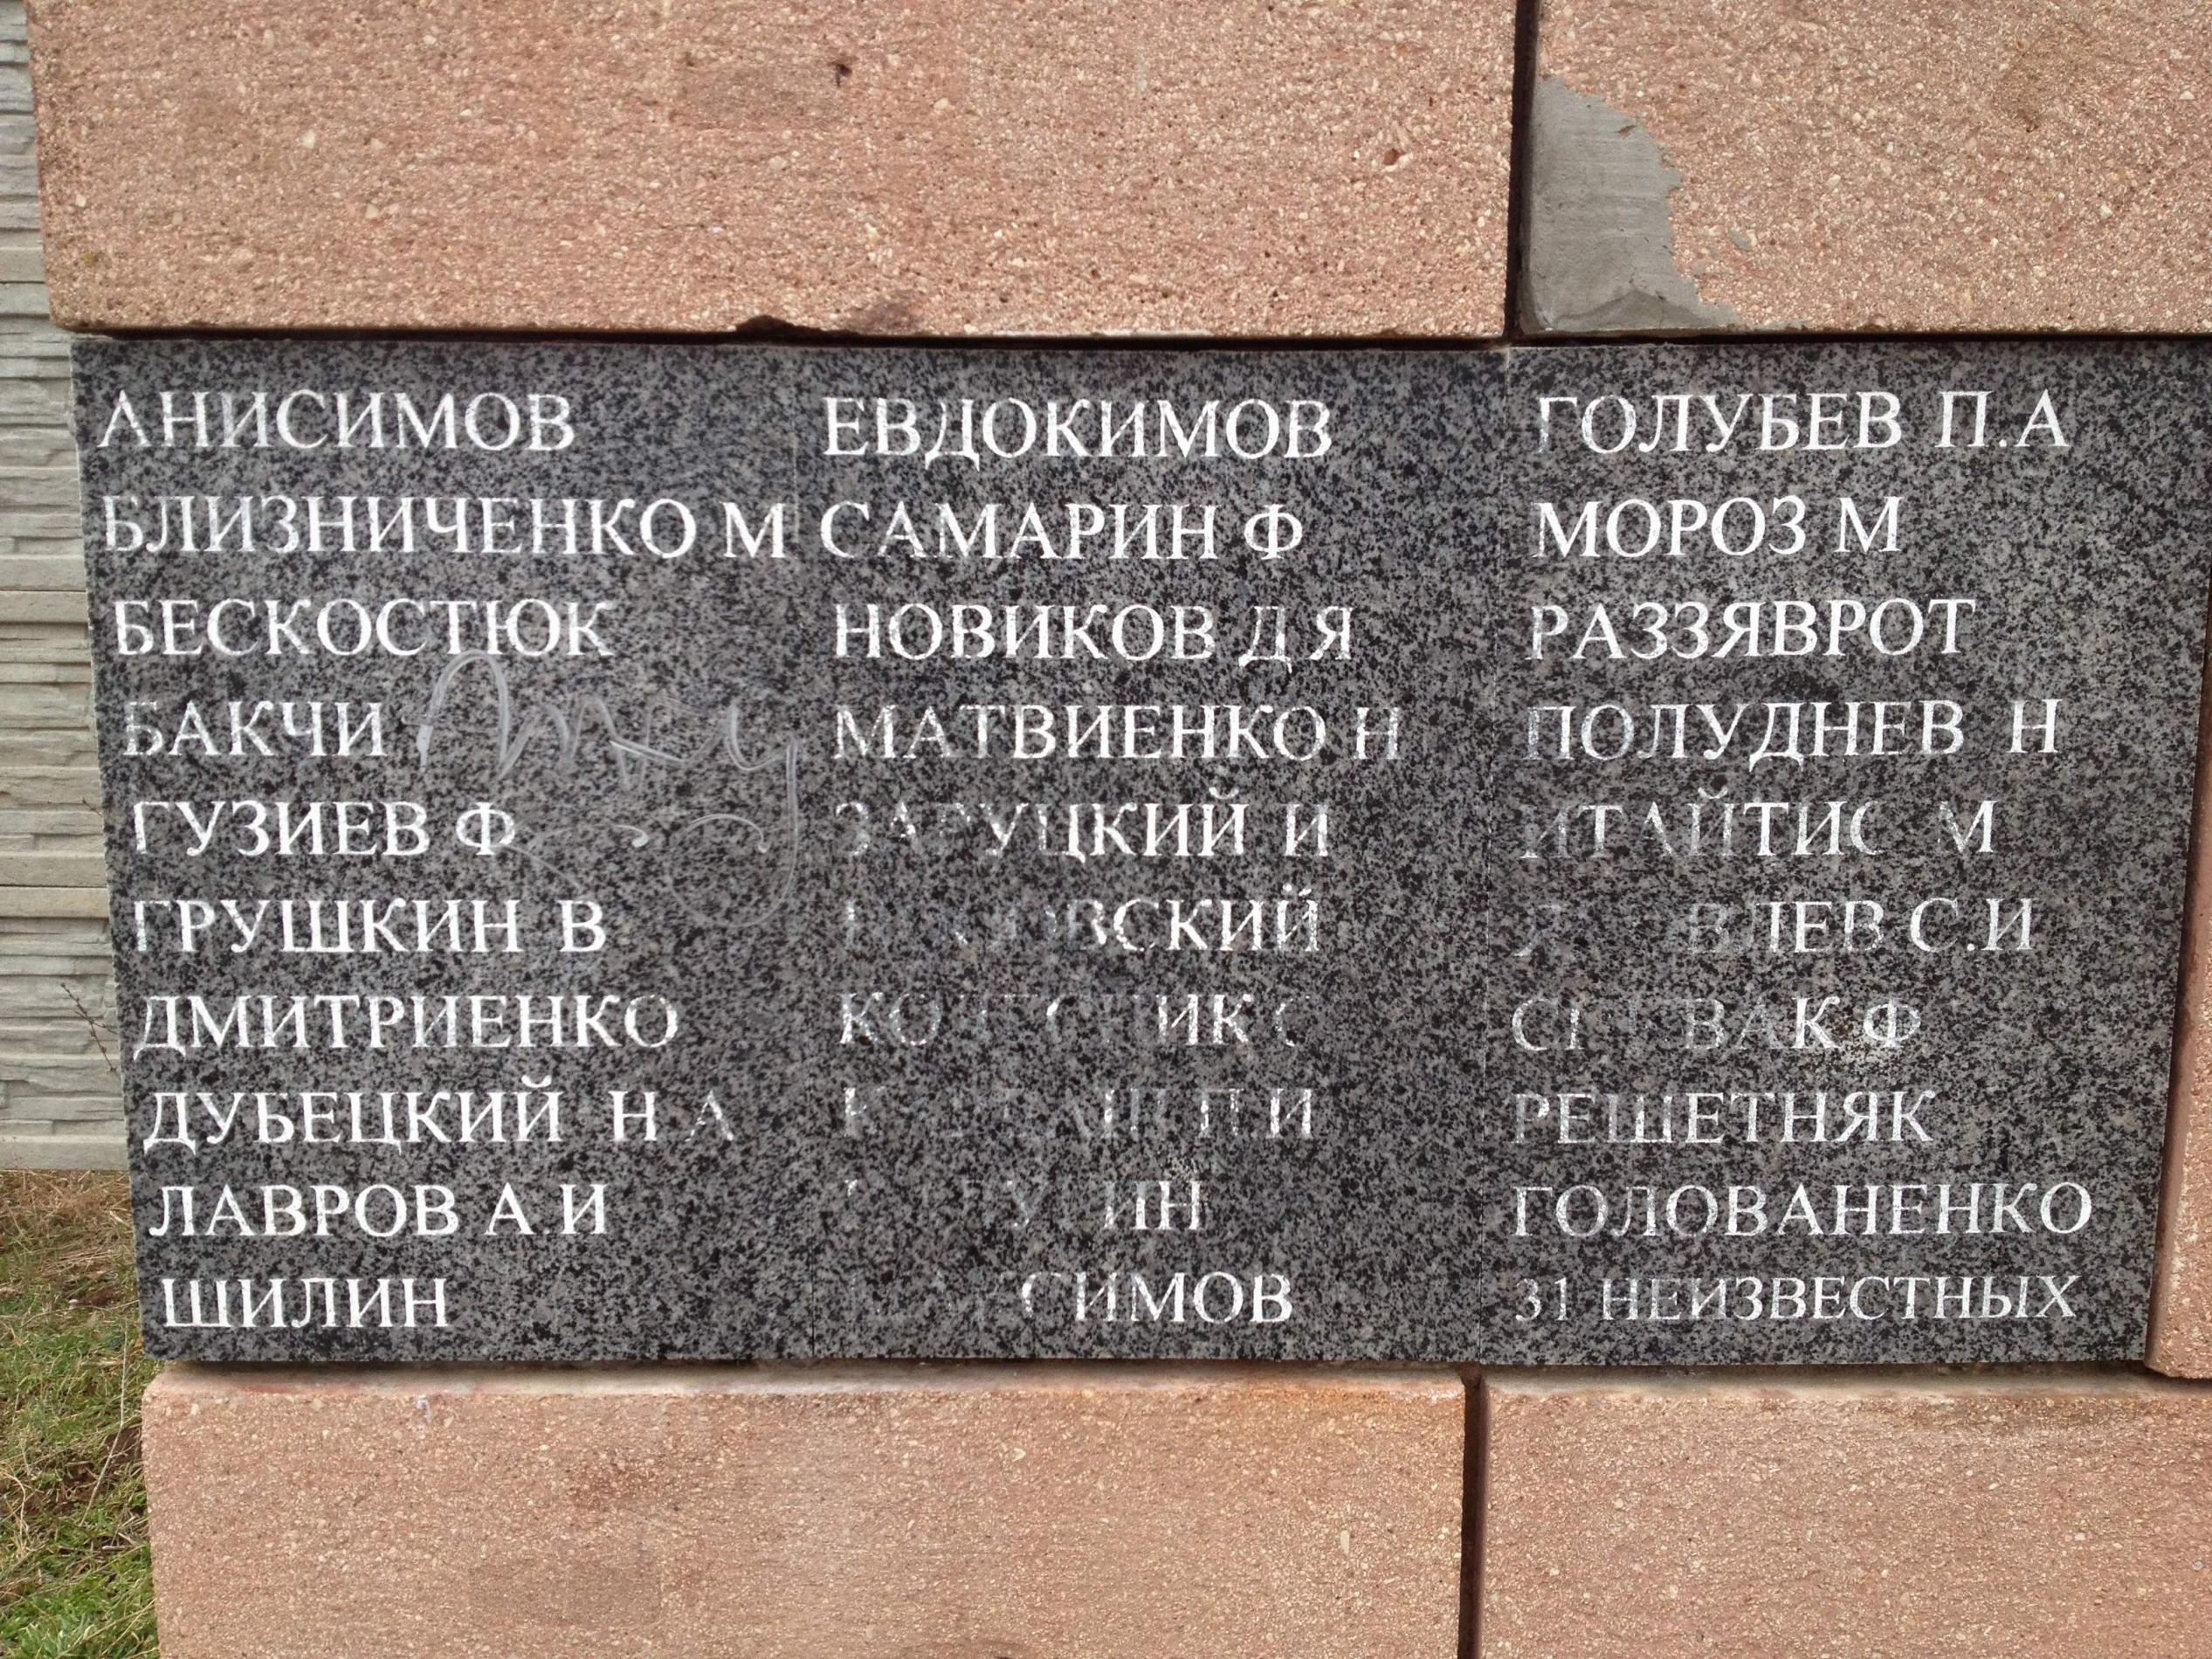 АНИСИМОВ
БЛИЗНИЧЕНКО М
БЕСКОСТЮК
БАКЧИ
ГУЗИЕВ Ф
ГРУШКИН В
ДМИТРИЕНКО
ДУБЕЦКИЙ Н А
ЛАВРОВ А И
ШИЛИН
ЕВДОКИМОВ
САМАРИН Ф
НОВИКОВ Д Я
МАТВИЕНКО Н
И
П.И
ГОЛУБЕВ П.А
МОРОЗ М
РАЗЗЯВРОТ
ПОЛУДНЕВ Н
ИТАЙТИС М
С.И
Ф
РЕШЕТНЯК
ГОЛОВАНЕНКО
31 НЕИЗВЕСТНЫХ